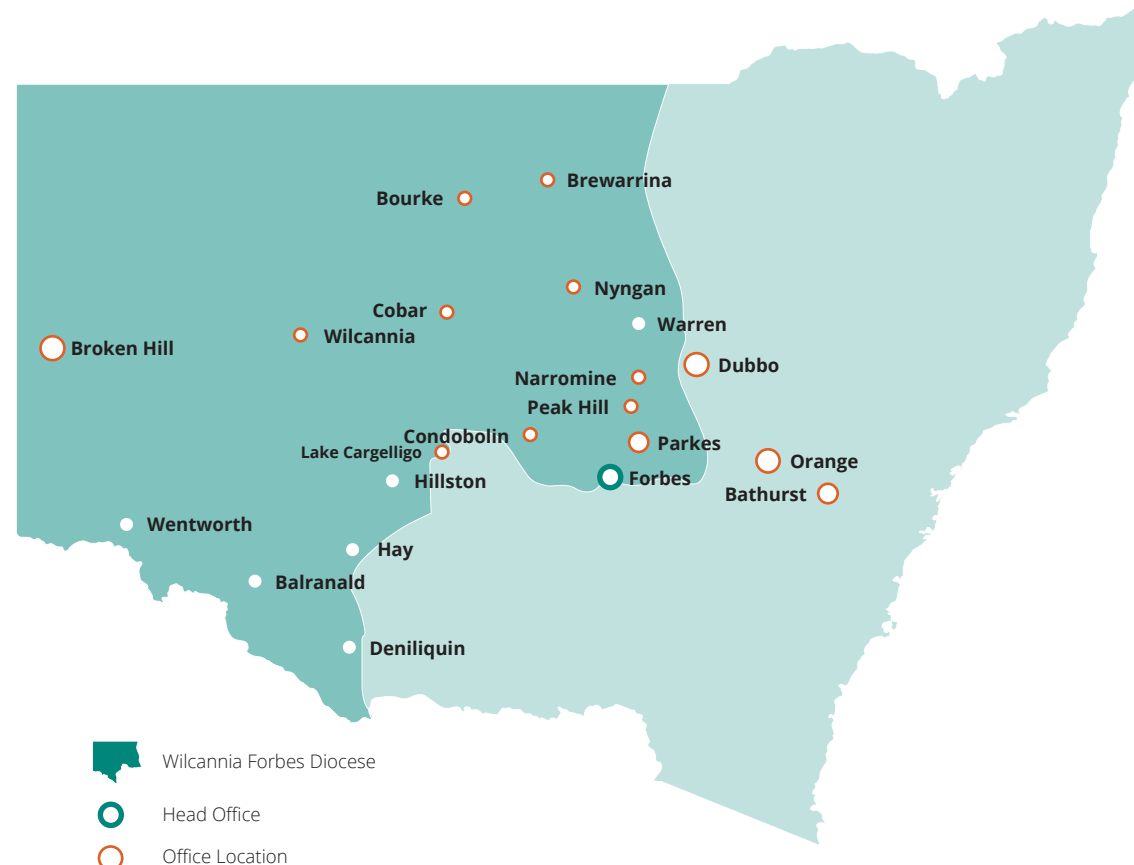 Brewarrina
Bourke
Nyngan
Cobar
Warren
Wilcannia
Broken Hill
Dubbo
Narromine
Peak Hill
Condobolin
Parkes
Lake Cargelligo
Orange
Forbes
Hillston
Bathurst
Wentworth
Hay
Balranald
Deniliquin
Wilcannia Forbes Diocese
Head Office
Office Location